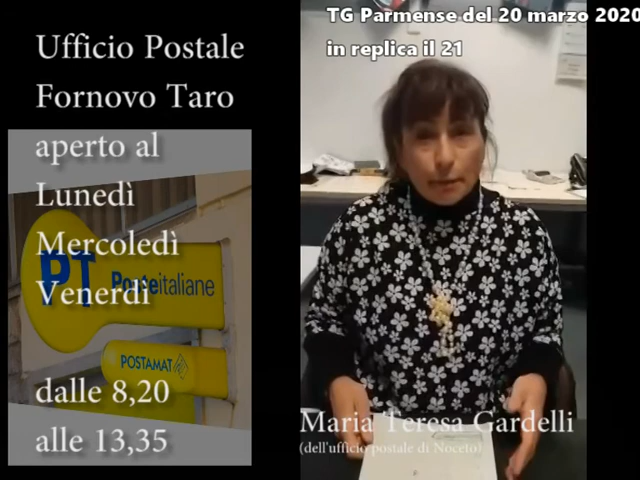 TG Parmense del 20 marzo 2020
in replica il 21
Ufficio Postale
Fornovo Taro
aperto al
Lunedì
Mercoledì
Venerdì
dalle 8,20
alle 13,35
PT Posteitaliane
POSTAMAT
Maria Teresa Gardelli
(dell'ufficio postale di Noceto)